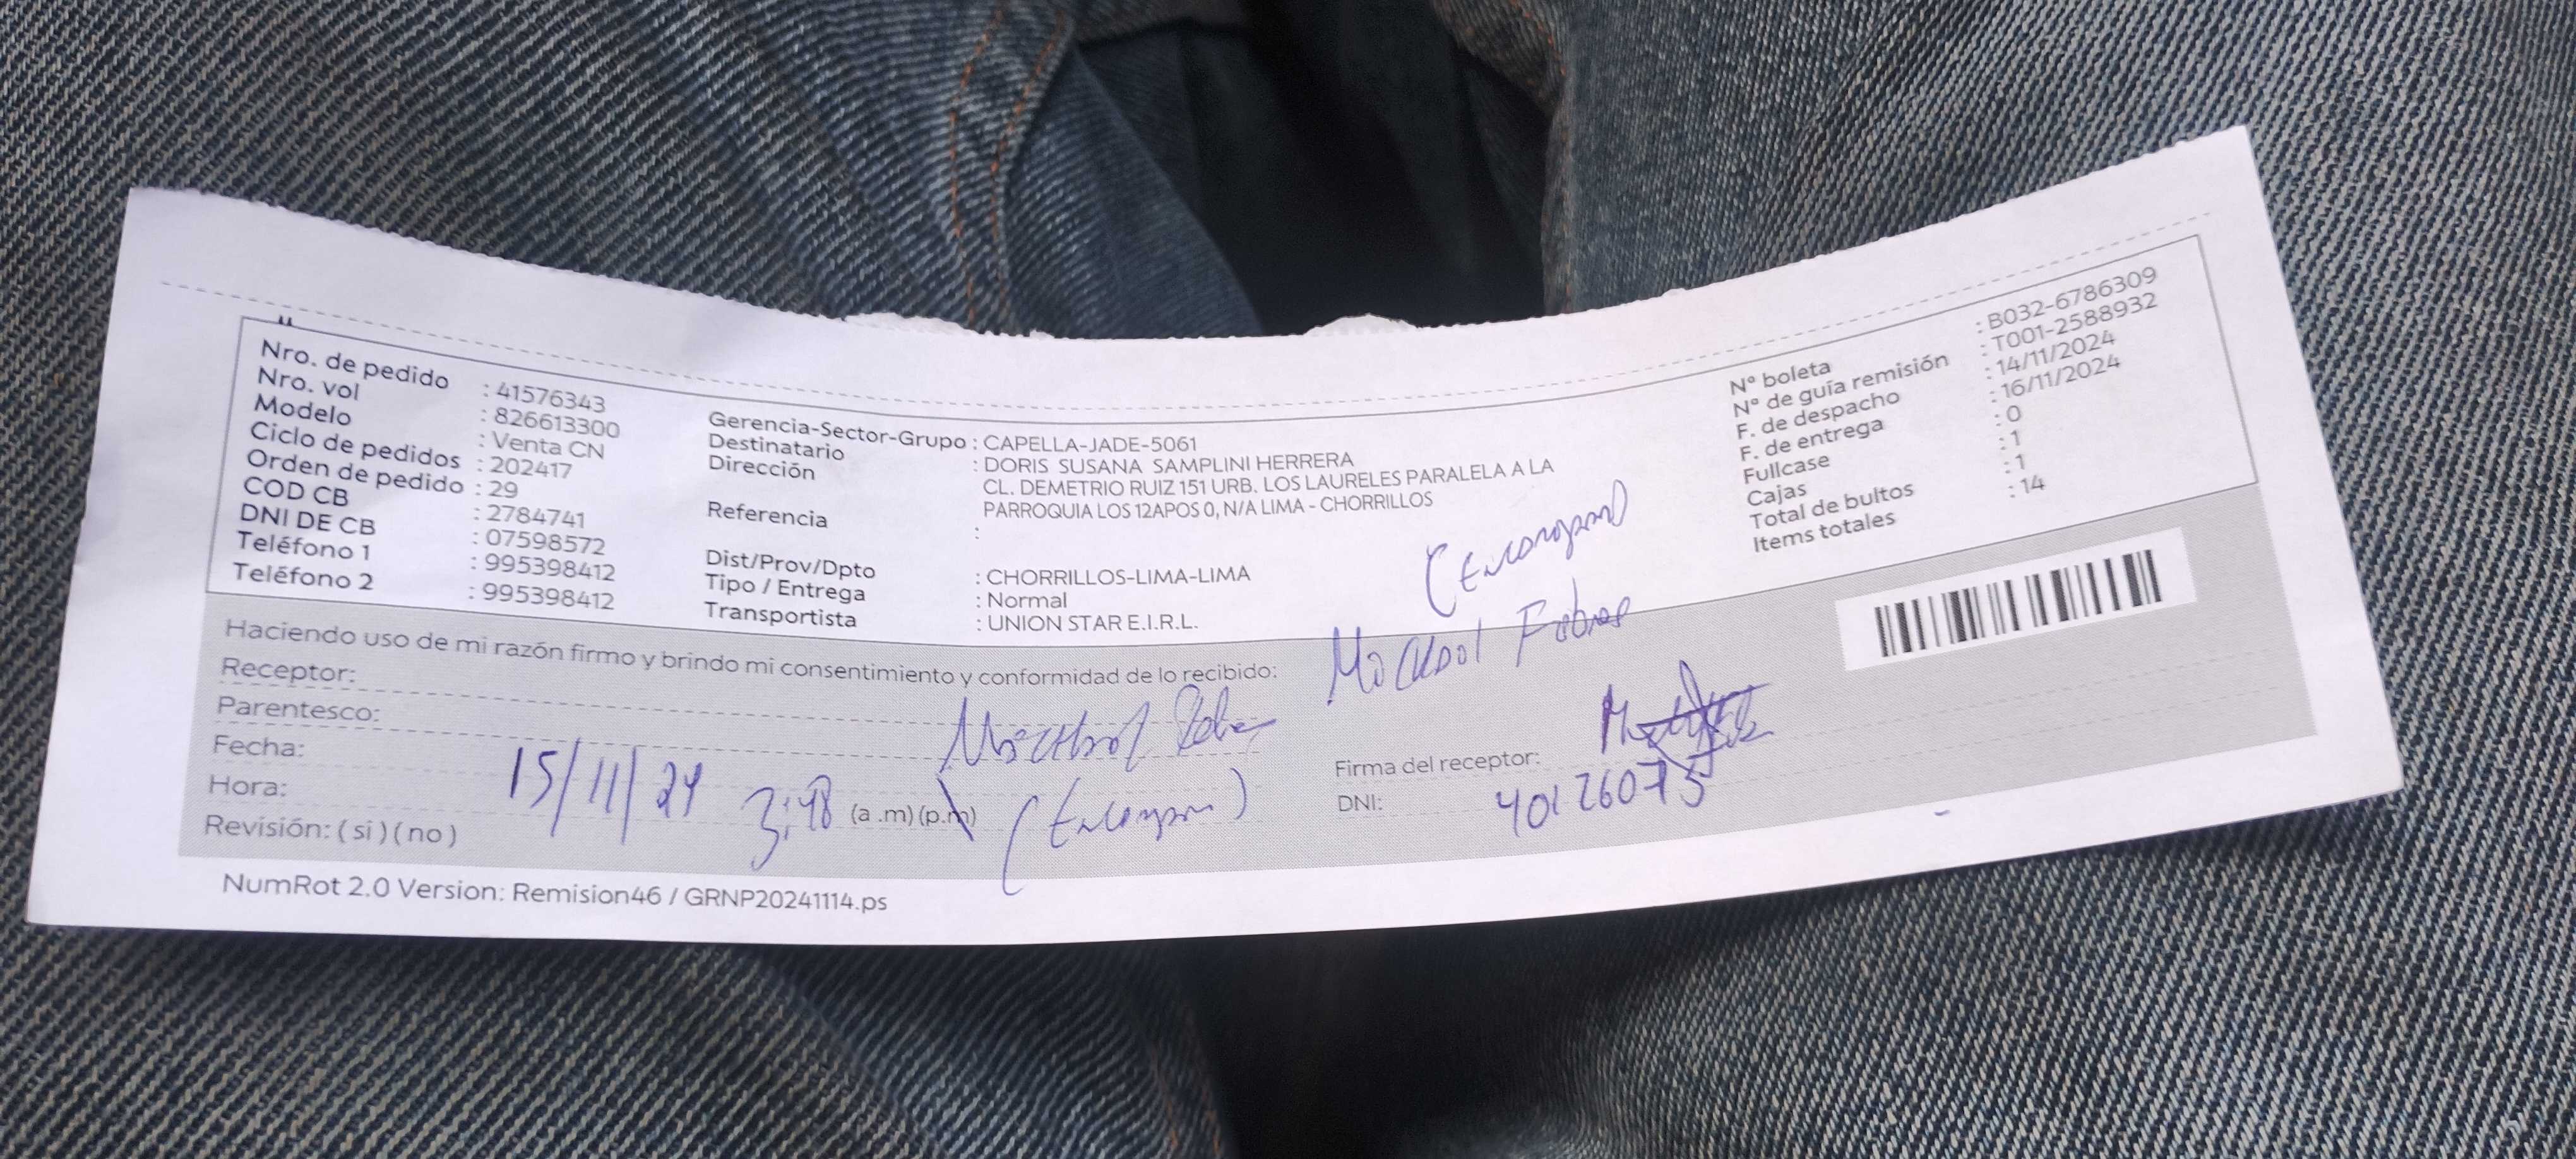 Nro. de pedido : 41576343
Nro. vol : 826613300
Modelo : Venta CN
Ciclo de pedidos : 202417
Orden de pedido : 29
COD CB : 2784741
DNI DE CB : 07598572
Teléfono 1 : 995398412
Teléfono 2 : 995398412
Gerencia-Sector-Grupo : CAPELLA-JADE-5061
Destinatario : DORIS SUSANA SAMPLINI HERRERA
Dirección : CL. DEMETRIO RUIZ 151 URB. LOS LAURELES PARALELA A LA
PARROQUIA LOS 12APOS 0, N/A LIMA - CHORRILLOS
Referencia :
Dist/Prov/Dpto : CHORRILLOS-LIMA-LIMA
Tipo / Entrega : Normal
Transportista : UNION STAR E.I.R.L.
N° boleta : B032-6786309
N° de guía remisión : T001-2588932
F. de despacho : 14/11/2024
F. de entrega : 16/11/2024
Fullcase : 0
Cajas : 1
Total de bultos : 1
Items totales : 14
Haciendo uso de mi razón firmo y brindo mi consentimiento y conformidad de lo recibido:
Receptor:
Parentesco:
Fecha: 15/11/24
Hora: 3:48 (a .m) (p.m)
Revisión: ( si ) ( no )
Firma del receptor:
DNI: 40126075
NumRot 2.0 Version: Remision46 / GRNP20241114.ps